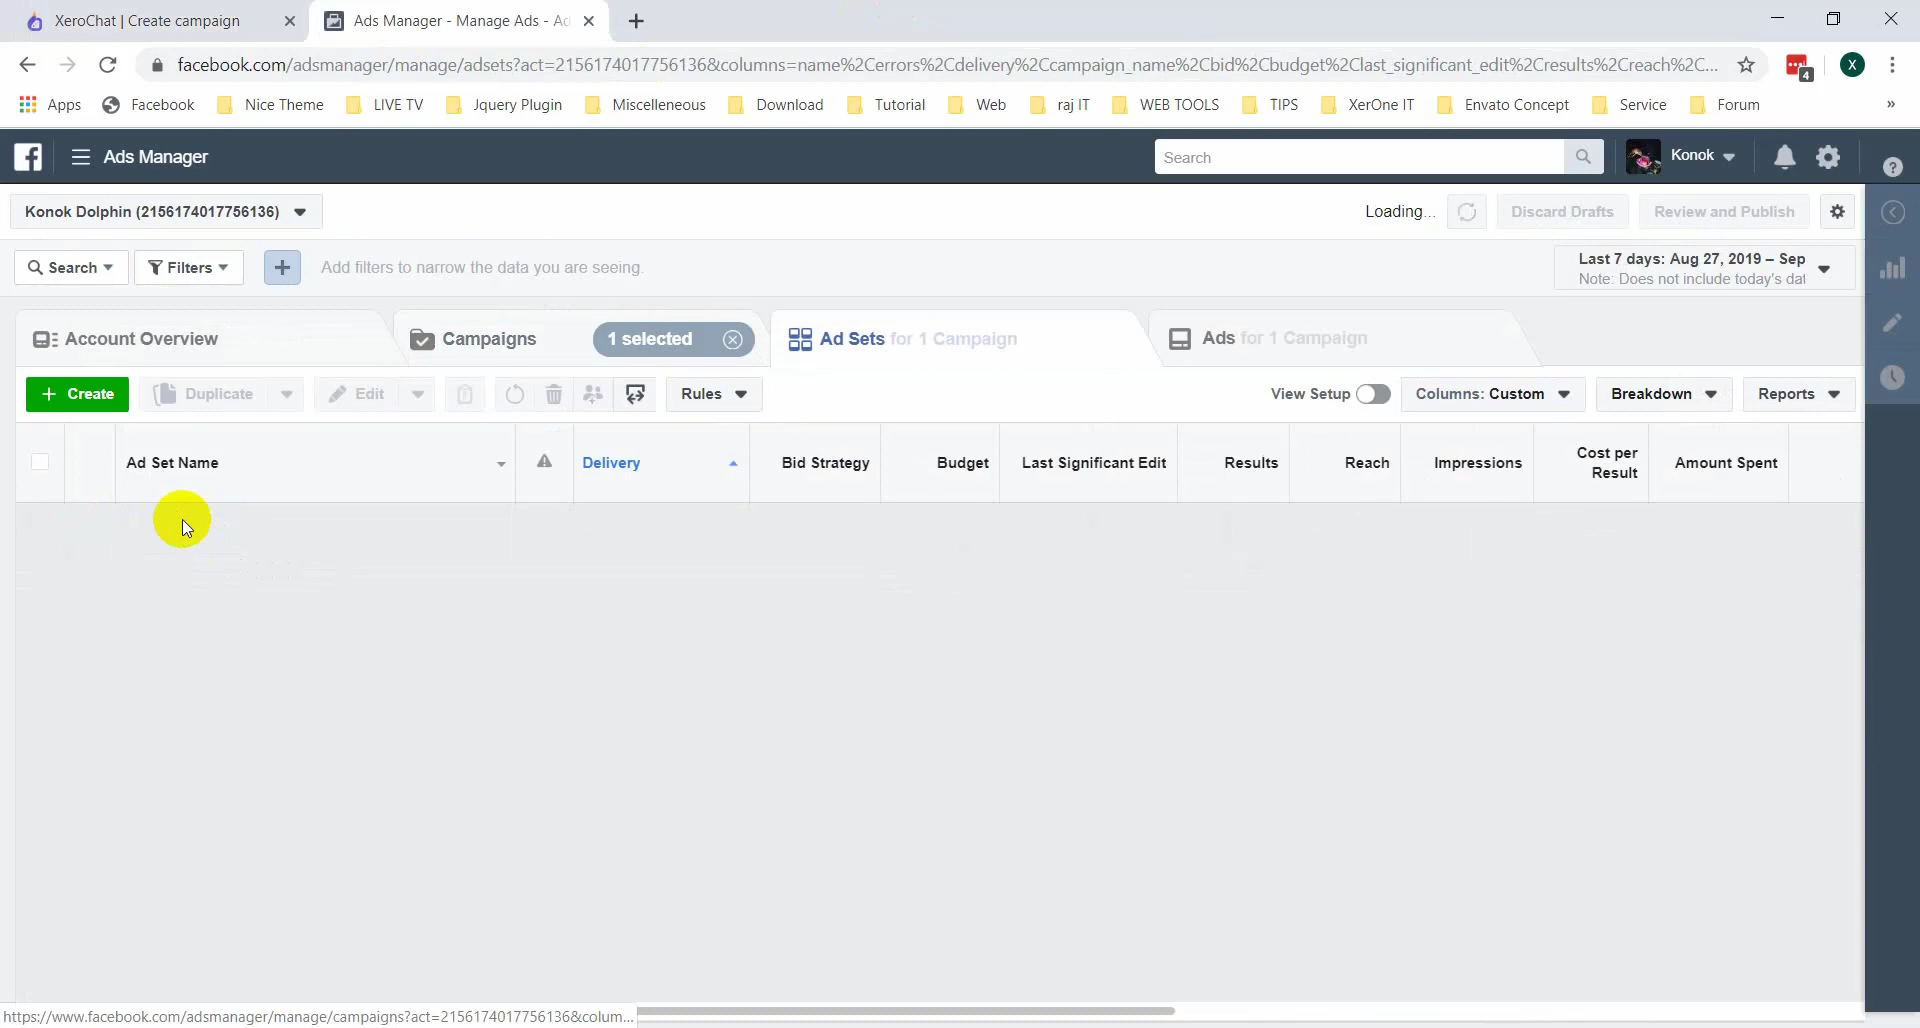 XeroChat | Create campaign
Ads Manager - Manage Ads - Ad
facebook.com/adsmanager/manage/adsets?act=2156174017756136&columns=name%2Cerrors%2Cdelivery%2Ccampaign_name%2Cbid%2Cbudget%2Clast_significant_edit%2Cresults%2Creach%2C...
4
X
Apps Facebook Nice Theme LIVE TV Jquery Plugin Miscelleneous Download Tutorial Web raj IT WEB TOOLS TIPS XerOne IT Envato Concept Service Forum »
Ads Manager
Search
Konok
Konok Dolphin (2156174017756136)
Loading...
Discard Drafts
Review and Publish
Search
Filters
Add filters to narrow the data you are seeing.
Last 7 days: Aug 27, 2019 – Sep
Note: Does not include today's dat
Account Overview
Campaigns
1 selected
Ad Sets for 1 Campaign
Ads for 1 Campaign
+ Create
Duplicate
Edit
Rules
View Setup
Columns: Custom
Breakdown
Reports
Ad Set Name
Delivery
Bid Strategy
Budget
Last Significant Edit
Results
Reach
Impressions
Cost per
Result
Amount Spent
https://www.facebook.com/adsmanager/manage/campaigns?act=2156174017756136&colum...